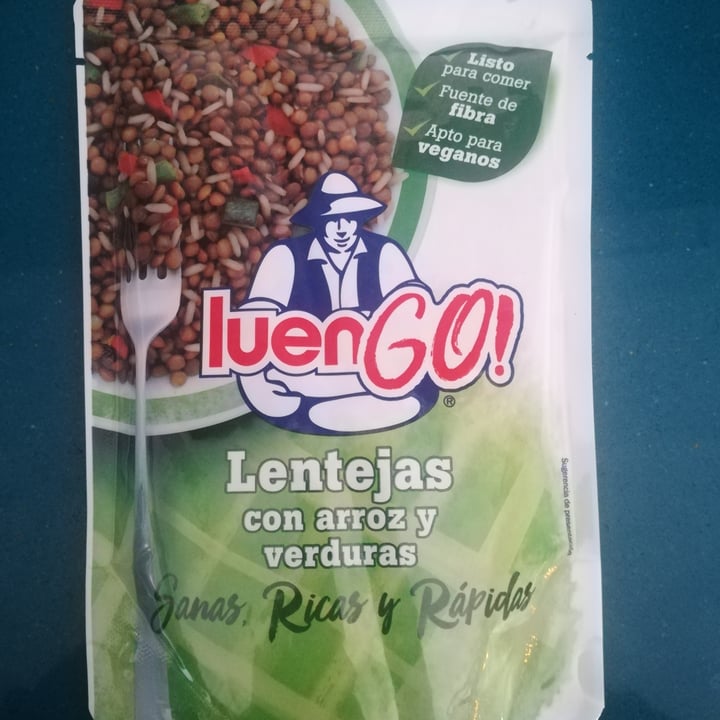 Listo
para comer
Fuente de
fibra
Apto para
veganos
luenGO!
®
Lentejas
con arroz y
verduras
Sanas, Ricas y Rápidas
Sugerencia de presentación